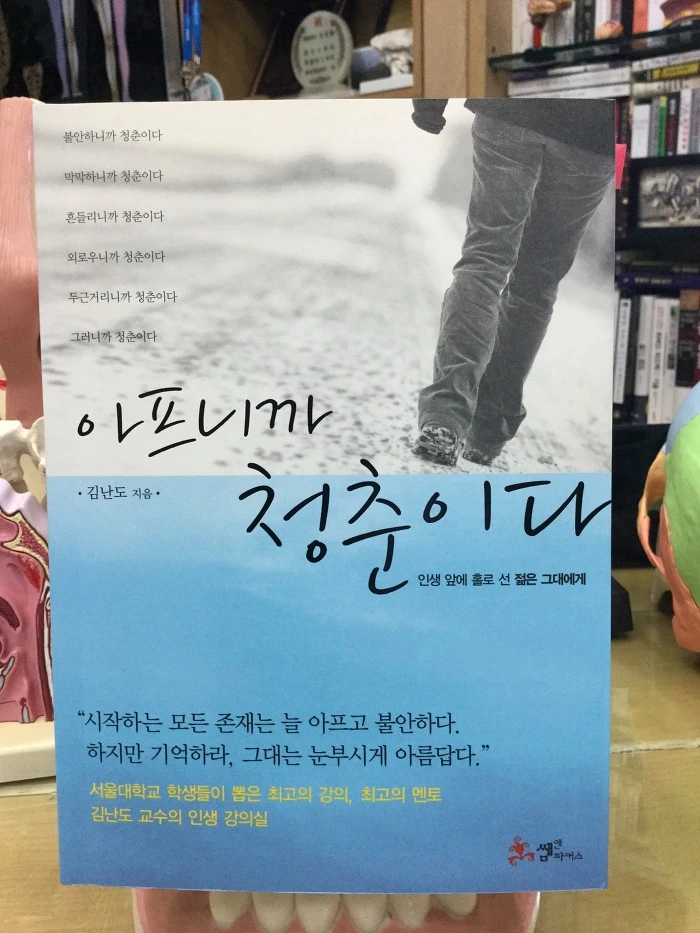 불안하니까 청춘이다
막막하니까 청춘이다
흔들리니까 청춘이다
외로우니까 청춘이다
두근거리니까 청춘이다
그러니까 청춘이다
아프니까
청춘이다
• 김난도 지음 •
인생 앞에 홀로 선 젊은 그대에게
“시작하는 모든 존재는 늘 아프고 불안하다.
하지만 기억하라, 그대는 눈부시게 아름답다.”
서울대학교 학생들이 뽑은 최고의 강의, 최고의 멘토
김난도 교수의 인생 강의실
쌤앤파커스